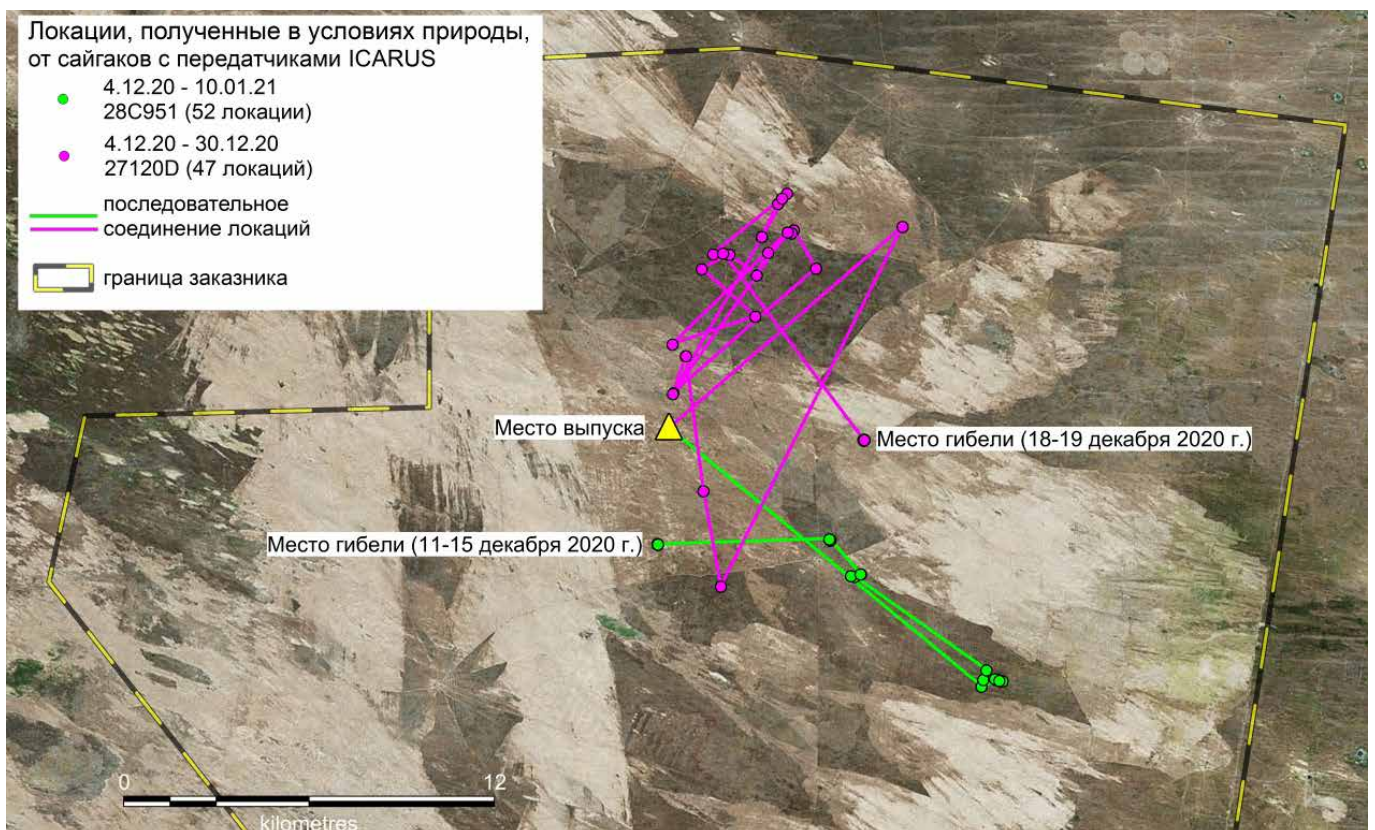 Локации, полученные в условиях природы,
от сайгаков с передатчиками ICARUS
4.12.20 - 10.01.21
28C951 (52 локации)
4.12.20 - 30.12.20
27120D (47 локаций)
последовательное
соединение локаций
граница заказника
Место выпуска
Место гибели (18-19 декабря 2020 г.)
Место гибели (11-15 декабря 2020 г.)
0 12
kilometres